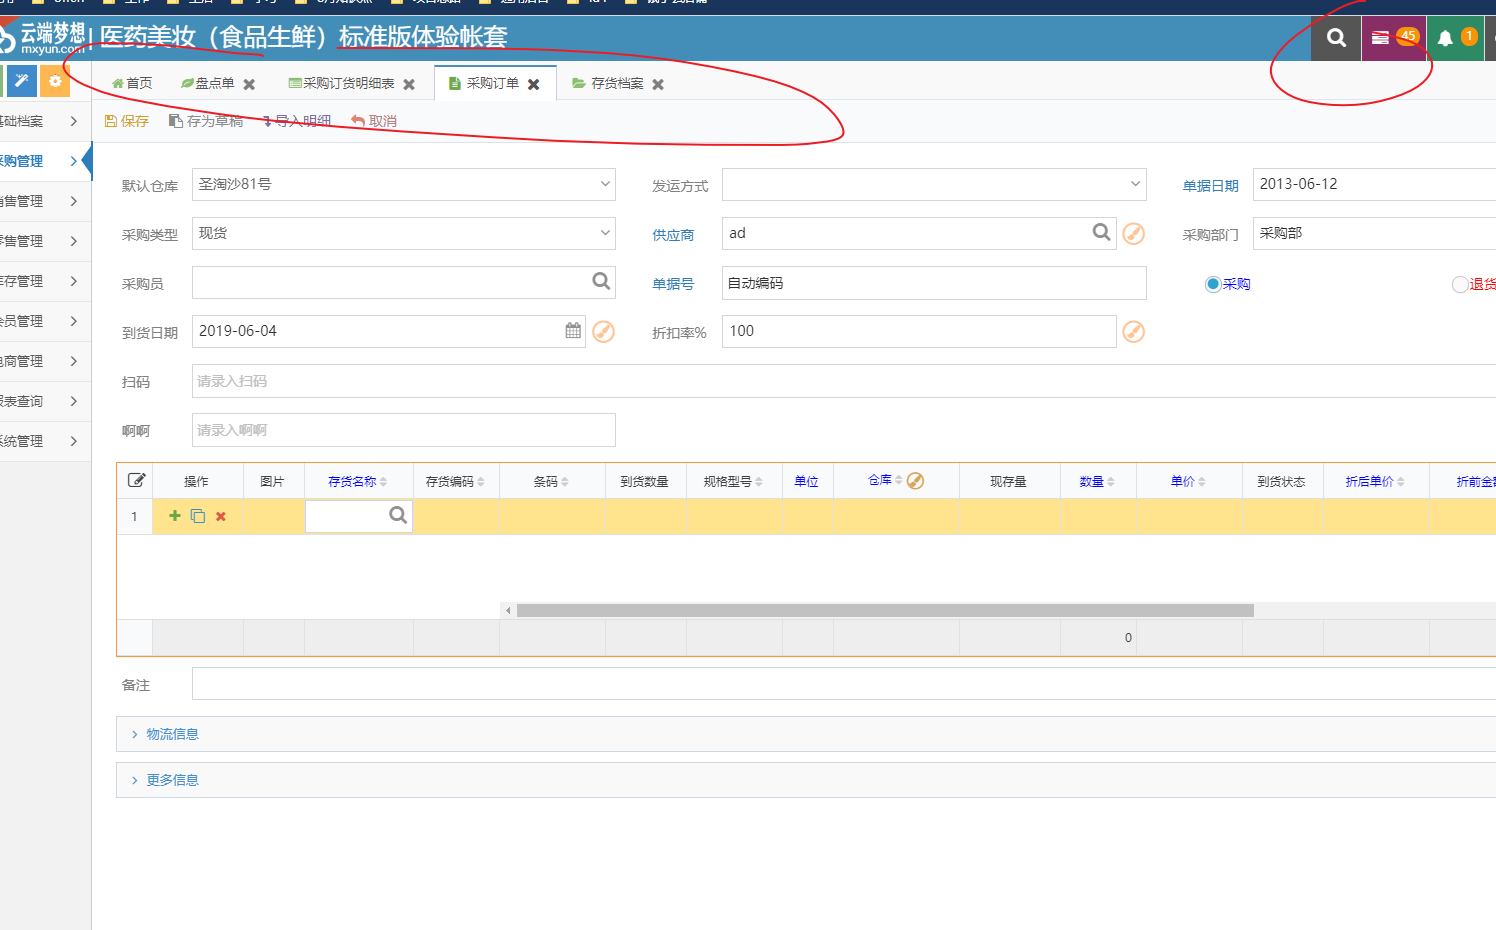 云端梦想
mxyun.com
医药美妆（食品生鲜）标准版体验帐套
45
1
首页
盘点单
采购订货明细表
采购订单
存货档案
保存
存为草稿
导入明细
取消
基础档案
采购管理
销售管理
零售管理
库存管理
会员管理
电商管理
报表查询
系统管理
默认仓库 圣淘沙81号 发运方式 单据日期 2013-06-12
采购类型 现货 供应商 ad 采购部门 采购部
采购员 单据号 自动编码 采购 退货
到货日期 2019-06-04 折扣率% 100
扫码 请录入扫码
啊啊 请录入啊啊
操作 图片 存货名称 存货编码 条码 到货数量 规格型号 单位 仓库 现存量 数量 单价 到货状态 折后单价 折前金额
1
0
备注
物流信息
更多信息